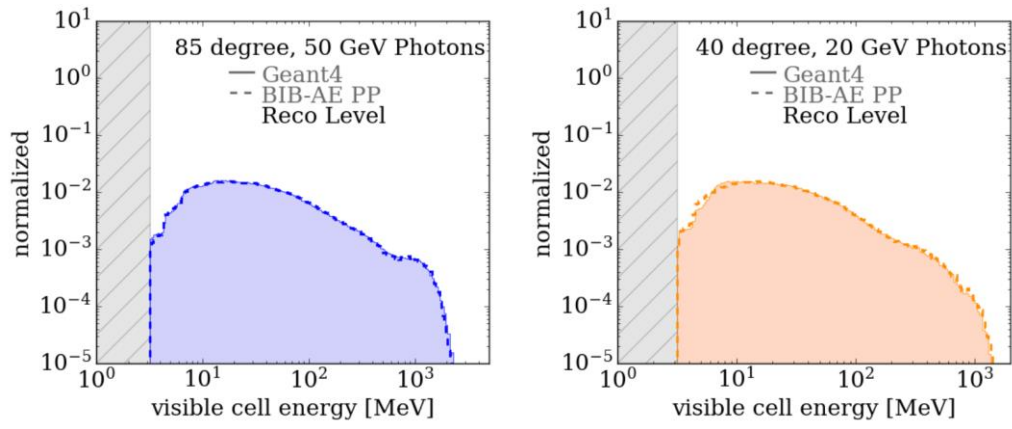 85 degree, 50 GeV Photons
Geant4
BIB-AE PP
Reco Level
normalized
10^1
10^0
10^-1
10^-2
10^-3
10^-4
10^-5
10^0 10^1 10^2 10^3
visible cell energy [MeV]
40 degree, 20 GeV Photons
Geant4
BIB-AE PP
Reco Level
normalized
10^1
10^0
10^-1
10^-2
10^-3
10^-4
10^-5
10^0 10^1 10^2 10^3
visible cell energy [MeV]